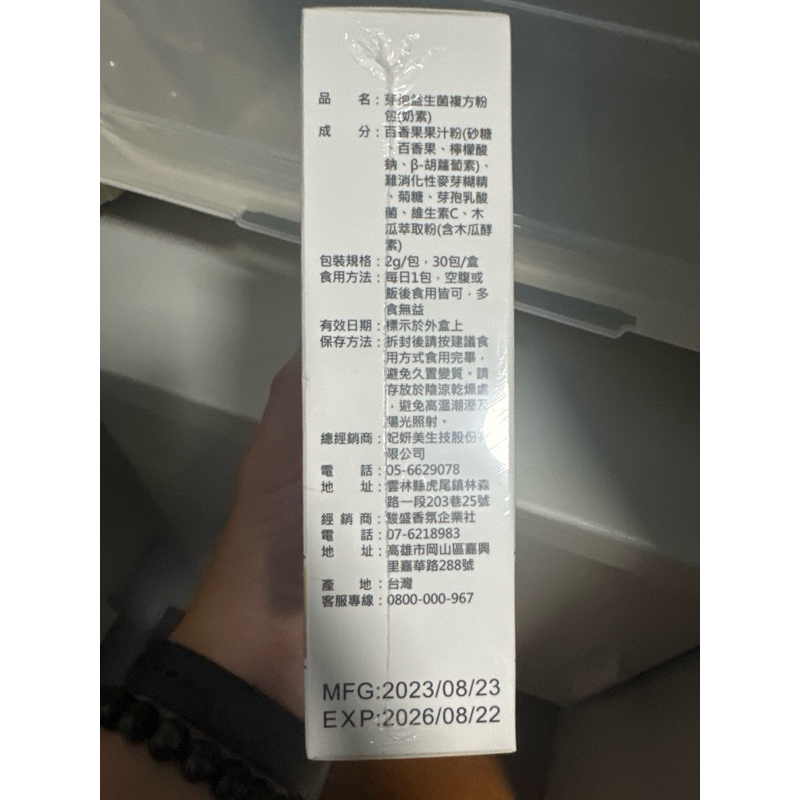 品　　名：芽孢益生菌複方粉
包(奶素)
成　　分：百香果果汁粉(砂糖
、百香果、檸檬酸
鈉、β-胡蘿蔔素)、
難消化性麥芽糊精
、菊糖、芽孢乳酸
菌、維生素C、木
瓜萃取粉(含木瓜酵
素)
包裝規格：2g/包，30包/盒
食用方法：每日1包，空腹或
飯後食用皆可，多
食無益
有效日期：標示於外盒上
保存方法：拆封後請按建議食
用方式食用完畢，
避免久置變質。請
存放於陰涼乾燥處
，避免高溫潮溼及
陽光照射。
總經銷商：妃妍美生技股份有
限公司
電　　話：05-6629078
地　　址：雲林縣虎尾鎮林森
路一段203巷25號
經 銷 商：駿盛香氛企業社
電　　話：07-6218983
地　　址：高雄市岡山區嘉興
里嘉華路288號
產　　地：台灣
客服專線：0800-000-967
MFG:2023/08/23
EXP:2026/08/22